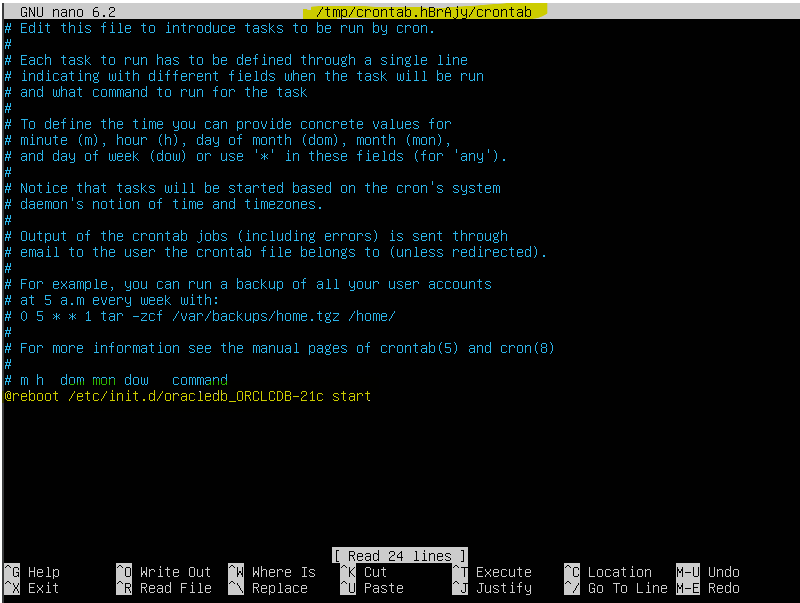 GNU nano 6.2 /tmp/crontab.hBrAjy/crontab
# Edit this file to introduce tasks to be run by cron.
#
# Each task to run has to be defined through a single line
# indicating with different fields when the task will be run
# and what command to run for the task
#
# To define the time you can provide concrete values for
# minute (m), hour (h), day of month (dom), month (mon),
# and day of week (dow) or use '*' in these fields (for 'any').
#
# Notice that tasks will be started based on the cron's system
# daemon's notion of time and timezones.
#
# Output of the crontab jobs (including errors) is sent through
# email to the user the crontab file belongs to (unless redirected).
#
# For example, you can run a backup of all your user accounts
# at 5 a.m every week with:
# 0 5 * * 1 tar -zcf /var/backups/home.tgz /home/
#
# For more information see the manual pages of crontab(5) and cron(8)
#
# m h  dom mon dow   command
@reboot /etc/init.d/oracledb_ORCLCDB-21c start
[ Read 24 lines ]
^G Help ^O Write Out ^W Where Is ^K Cut ^T Execute ^C Location M-U Undo
^X Exit ^R Read File ^\ Replace ^U Paste ^J Justify ^/ Go To Line M-E Redo